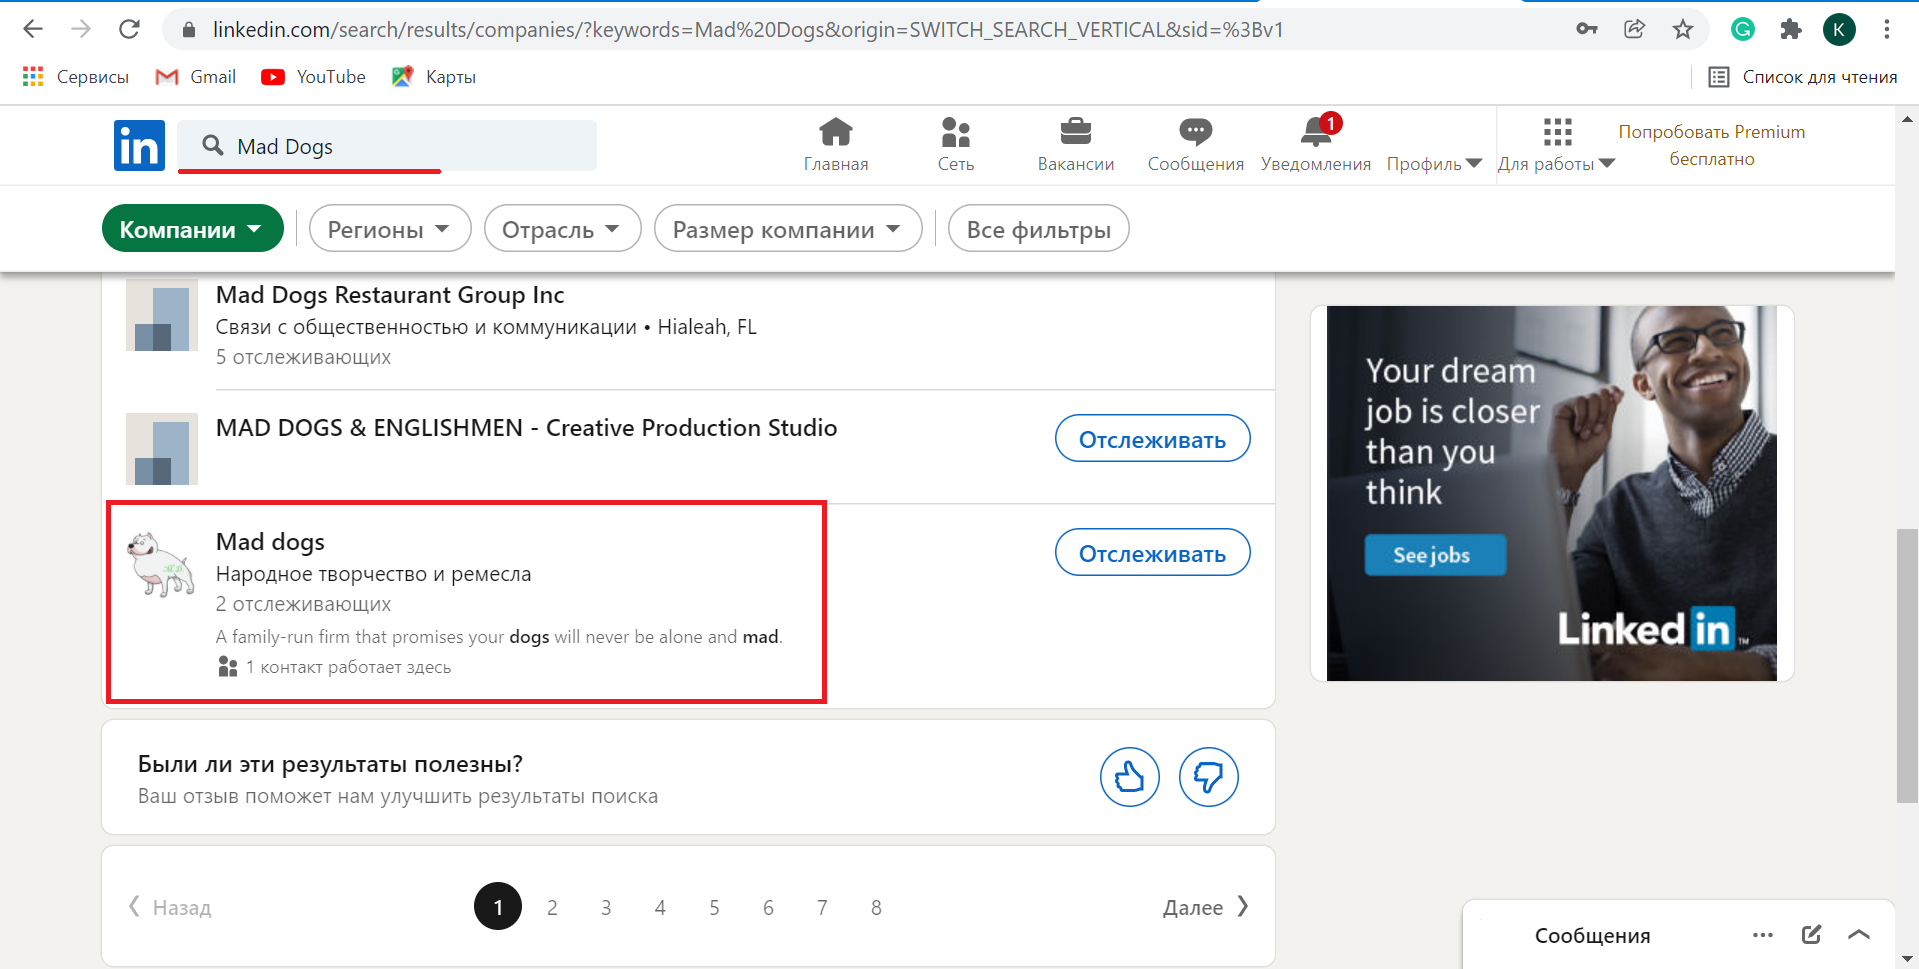 linkedin.com/search/results/companies/?keywords=Mad%20Dogs&origin=SWITCH_SEARCH_VERTICAL&sid=%3Bv1
G
K
Сервисы
Gmail
YouTube
Карты
Список для чтения
in
Mad Dogs
Главная
Сеть
Вакансии
Сообщения
1
Уведомления
Профиль
Для работы
Попробовать Premium
бесплатно
Компании
Регионы
Отрасль
Размер компании
Все фильтры
Mad Dogs Restaurant Group Inc
Связи с общественностью и коммуникации • Hialeah, FL
5 отслеживающих
MAD DOGS & ENGLISHMEN - Creative Production Studio
Отслеживать
Mad dogs
Народное творчество и ремесла
2 отслеживающих
A family-run firm that promises your dogs will never be alone and mad.
1 контакт работает здесь
Отслеживать
Your dream
job is closer
than you
think
See jobs
Linked in ™
Были ли эти результаты полезны?
Ваш отзыв поможет нам улучшить результаты поиска
Назад
1 2 3 4 5 6 7 8
Далее
Сообщения